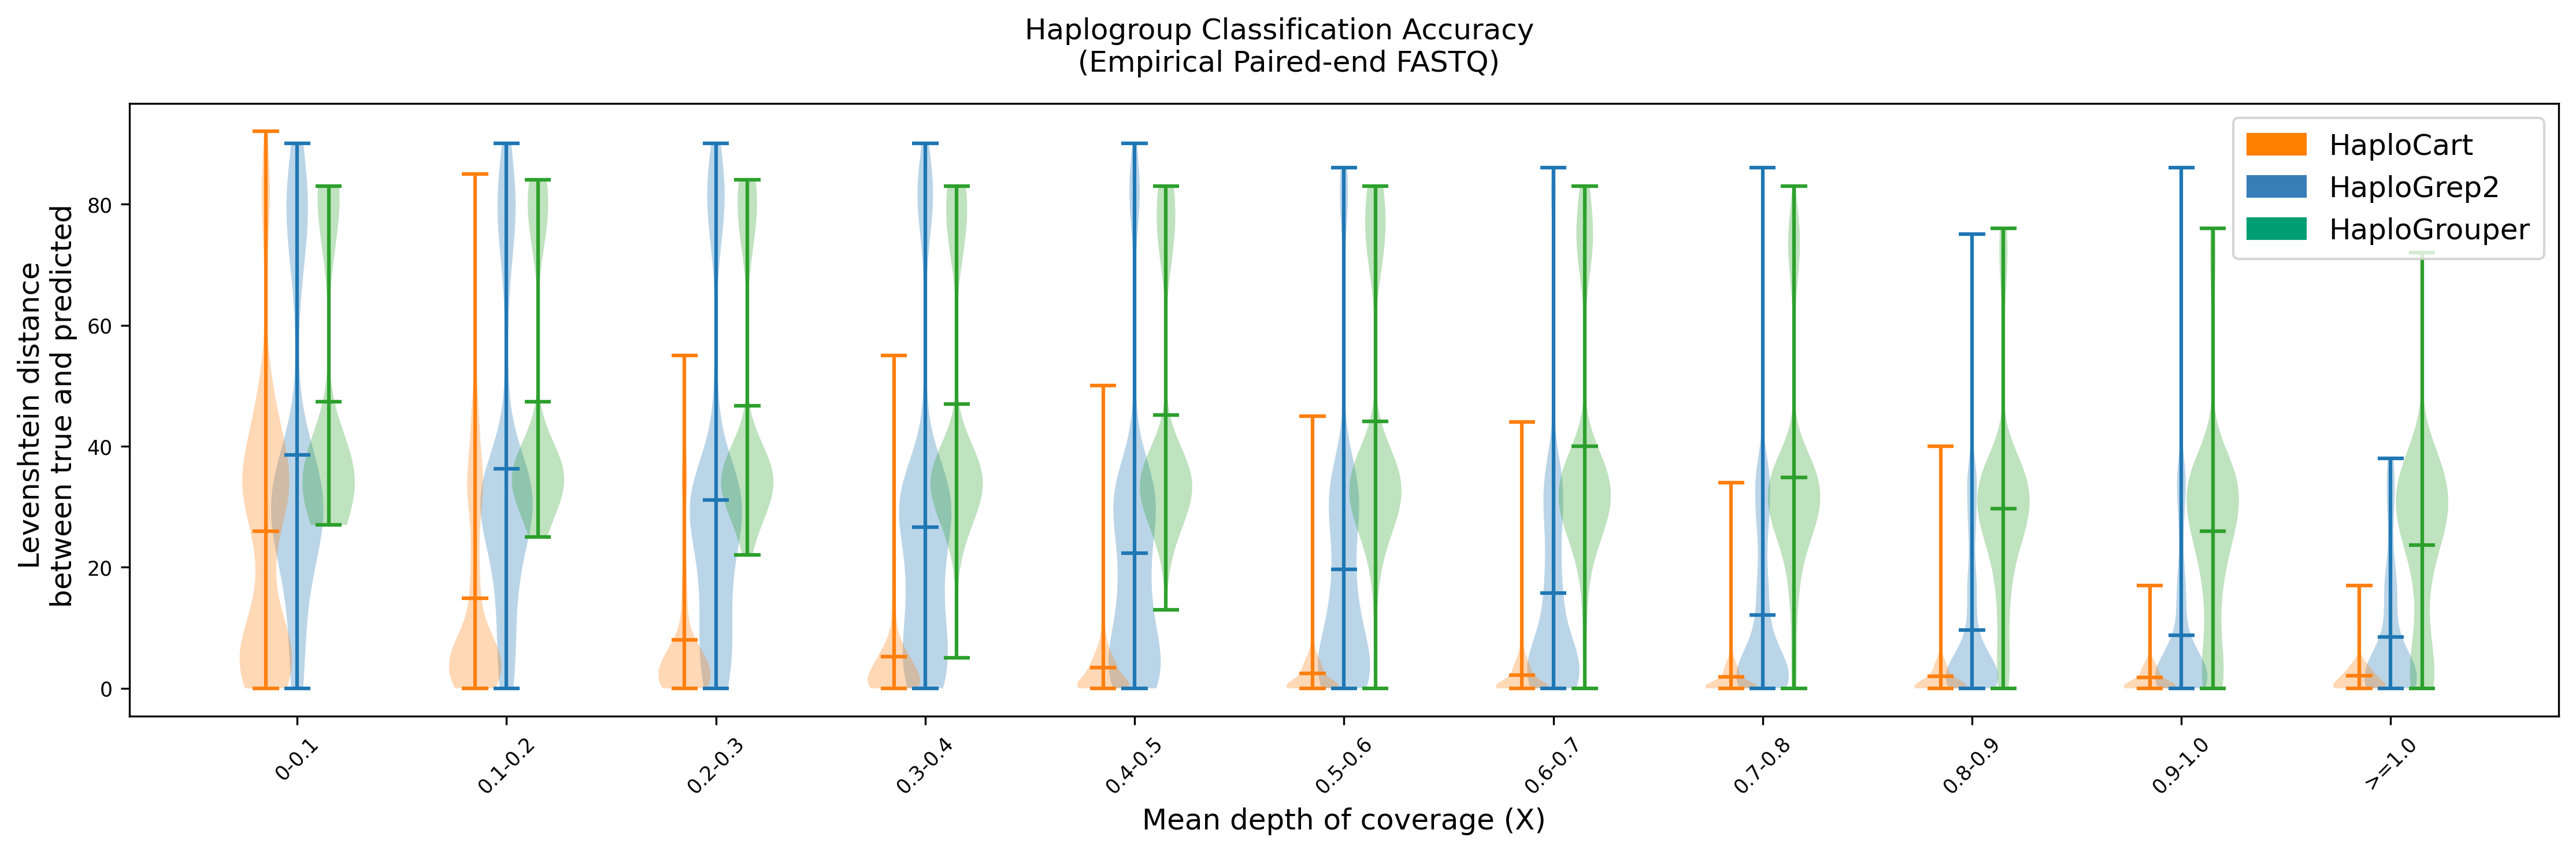 Haplogroup Classification Accuracy
(Empirical Paired-end FASTQ)
HaploCart
HaploGrep2
HaploGrouper
Levenshtein distance
between true and predicted
80
60
40
20
0
0-0.1
0.1-0.2
0.2-0.3
0.3-0.4
0.4-0.5
0.5-0.6
0.6-0.7
0.7-0.8
0.8-0.9
0.9-1.0
>=1.0
Mean depth of coverage (X)